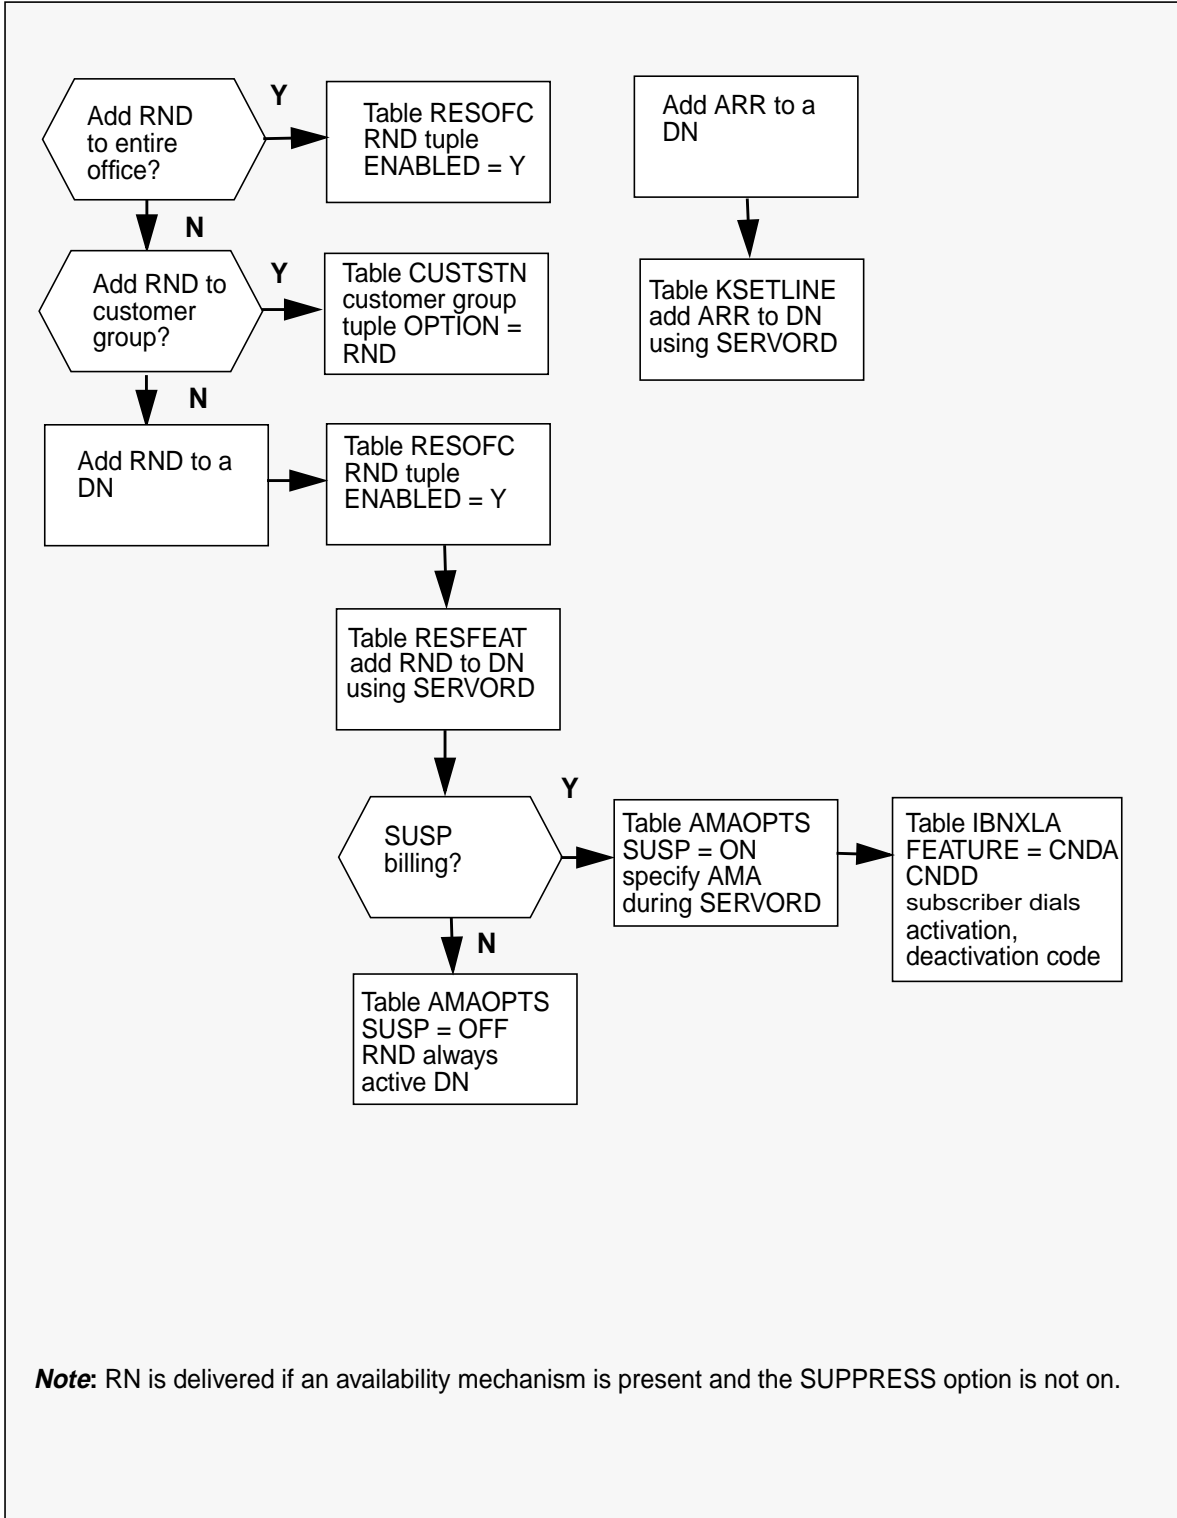 Add RND
to entire
office?
Y
Table RESOFC
RND tuple
ENABLED = Y
Add ARR to a
DN
N
Add RND to
customer
group?
Y
Table CUSTSTN
customer group
tuple OPTION =
RND
Table KSETLINE
add ARR to DN
using SERVORD
N
Add RND to a
DN
Table RESOFC
RND tuple
ENABLED = Y
Table RESFEAT
add RND to DN
using SERVORD
SUSP
billing?
Y
Table AMAOPTS
SUSP = ON
specify AMA
during SERVORD
Table IBNXLA
FEATURE = CNDA
CNDD
subscriber dials
activation,
deactivation code
N
Table AMAOPTS
SUSP = OFF
RND always
active DN
Note: RN is delivered if an availability mechanism is present and the SUPPRESS option is not on.